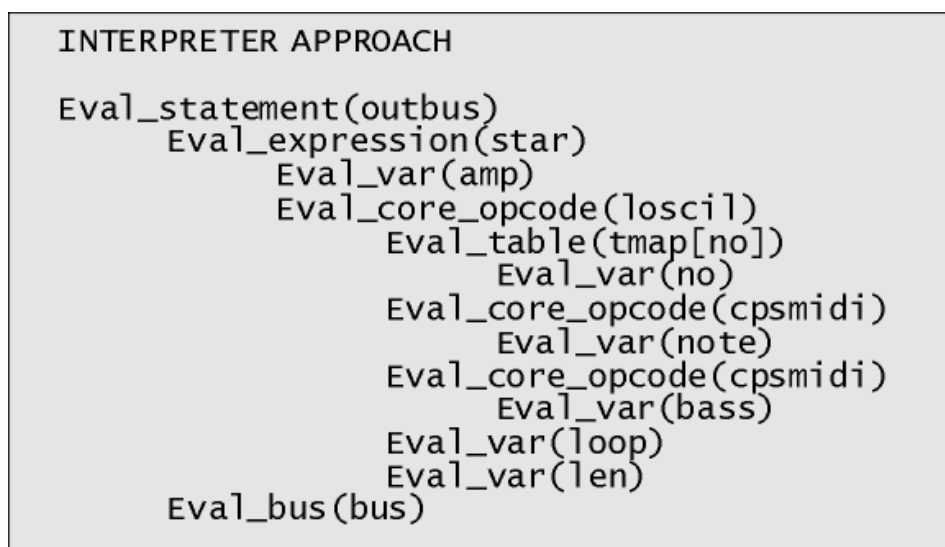 INTERPRETER APPROACH
Eval_statement(outbus)
Eval_expression(star)
Eval_var(amp)
Eval_core_opcode(loscil)
Eval_table(tmap[no])
Eval_var(no)
Eval_core_opcode(cpsmidi)
Eval_var(note)
Eval_core_opcode(cpsmidi)
Eval_var(bass)
Eval_var(loop)
Eval_var(len)
Eval_bus(bus)